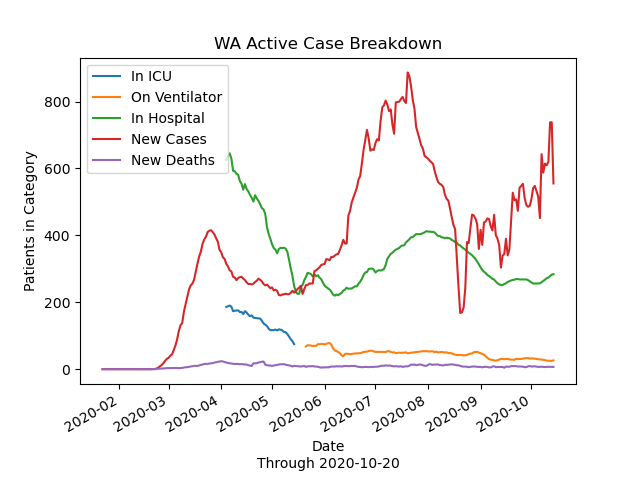 WA Active Case Breakdown
In ICU
On Ventilator
In Hospital
New Cases
New Deaths
Patients in Category
800
600
400
200
0
2020-02
2020-03
2020-04
2020-05
2020-06
2020-07
2020-08
2020-09
2020-10
Date
Through 2020-10-20